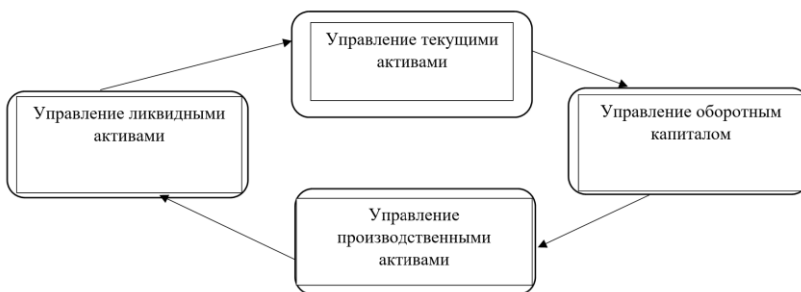 Управление текущими
активами
Управление ликвидными
активами
Управление оборотным
капиталом
Управление
производственными
активами